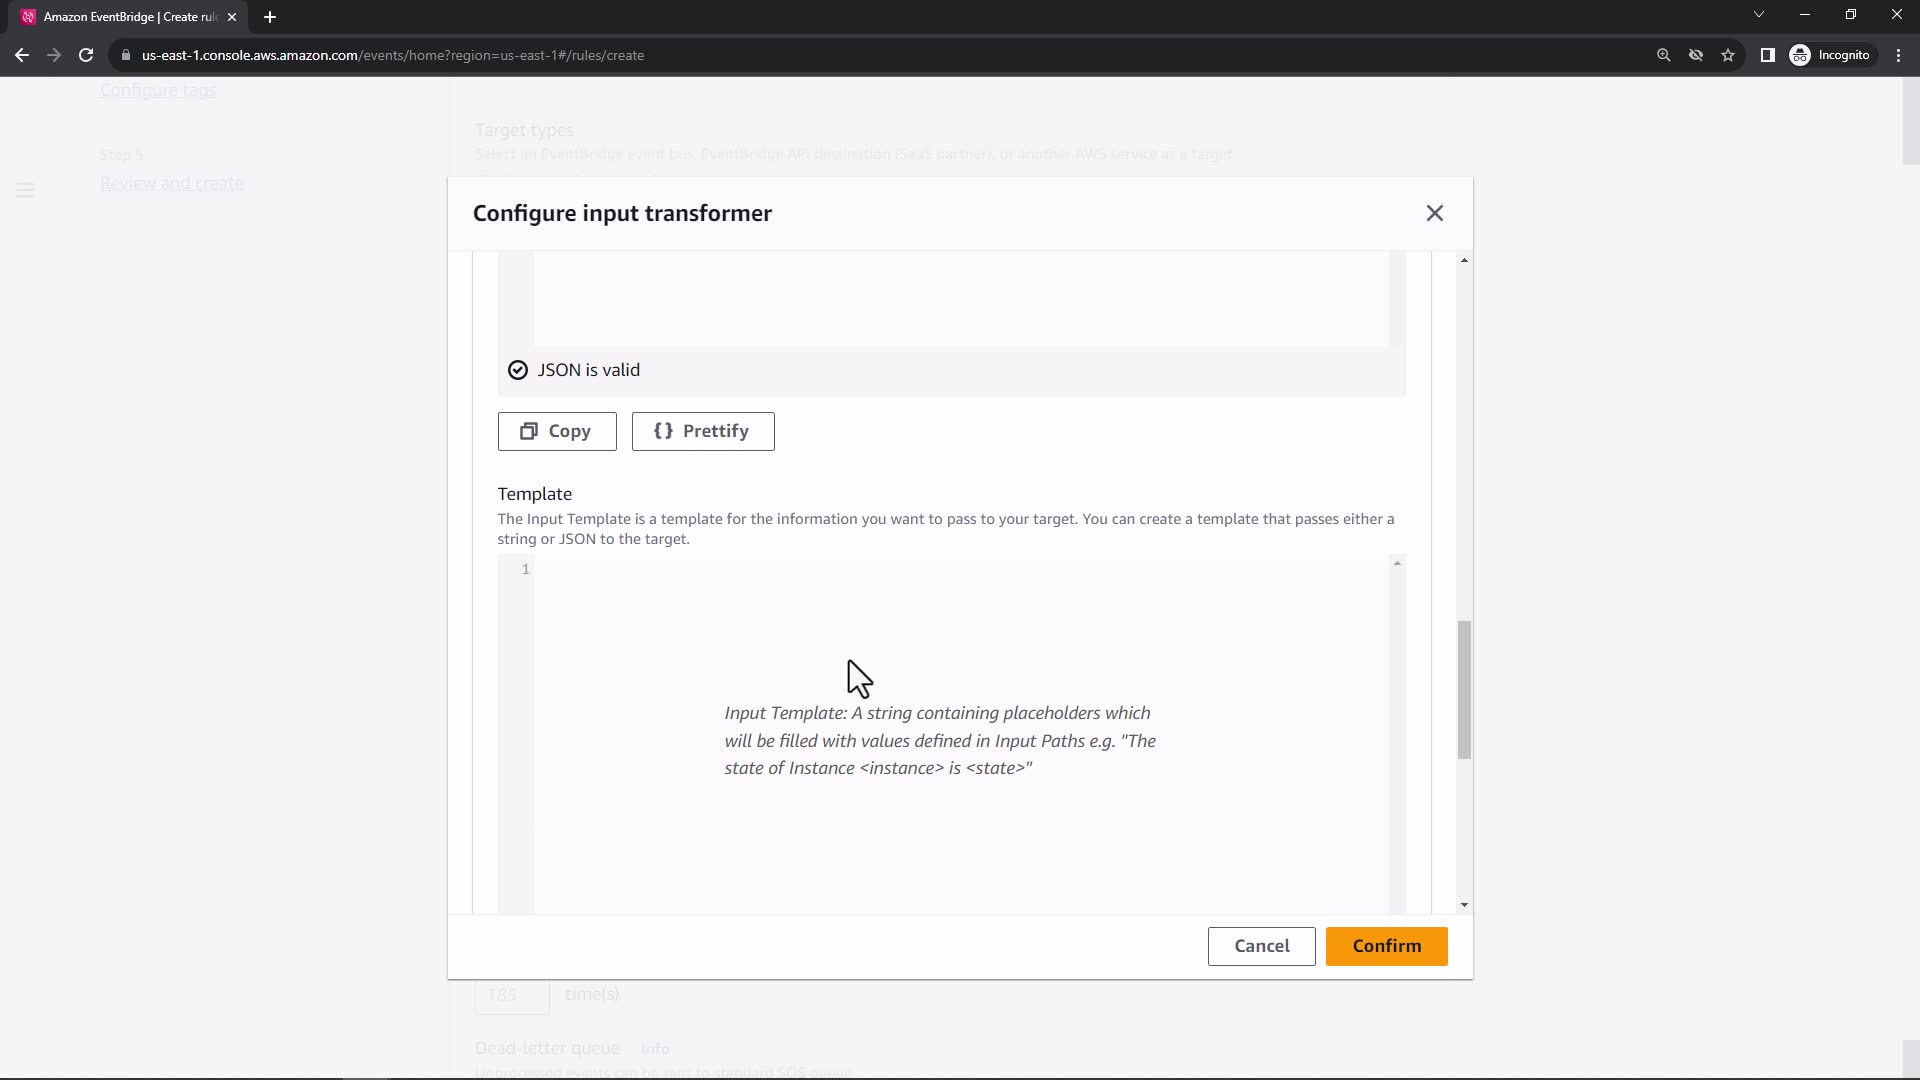 Amazon EventBridge | Create rul
us-east-1.console.aws.amazon.com/events/home?region=us-east-1#/rules/create
Incognito
Configure tags
Target types
Step 5
Select an EventBridge event bus, EventBridge API destination (SaaS partner), or another AWS service as a target
Review and create
Configure input transformer
JSON is valid
Copy
{} Prettify
Template
The Input Template is a template for the information you want to pass to your target. You can create a template that passes either a
string or JSON to the target.
1
Input Template: A string containing placeholders which
will be filled with values defined in Input Paths e.g. "The
state of Instance <instance> is <state>"
Cancel
Confirm
185 time(s)
Dead-letter queue Info
Unprocessed events can be sent to standard SQS queue